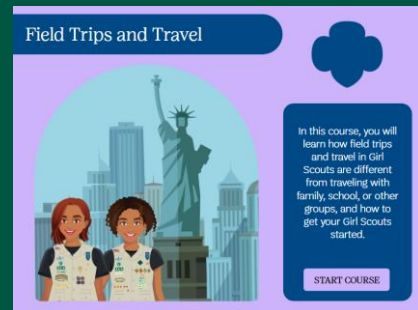 Field Trips and Travel
In this course, you will
learn how field trips
and travel in Girl
Scouts are different
from traveling with
family, school, or other
groups, and how to
get your Girl Scouts
started.
START COURSE